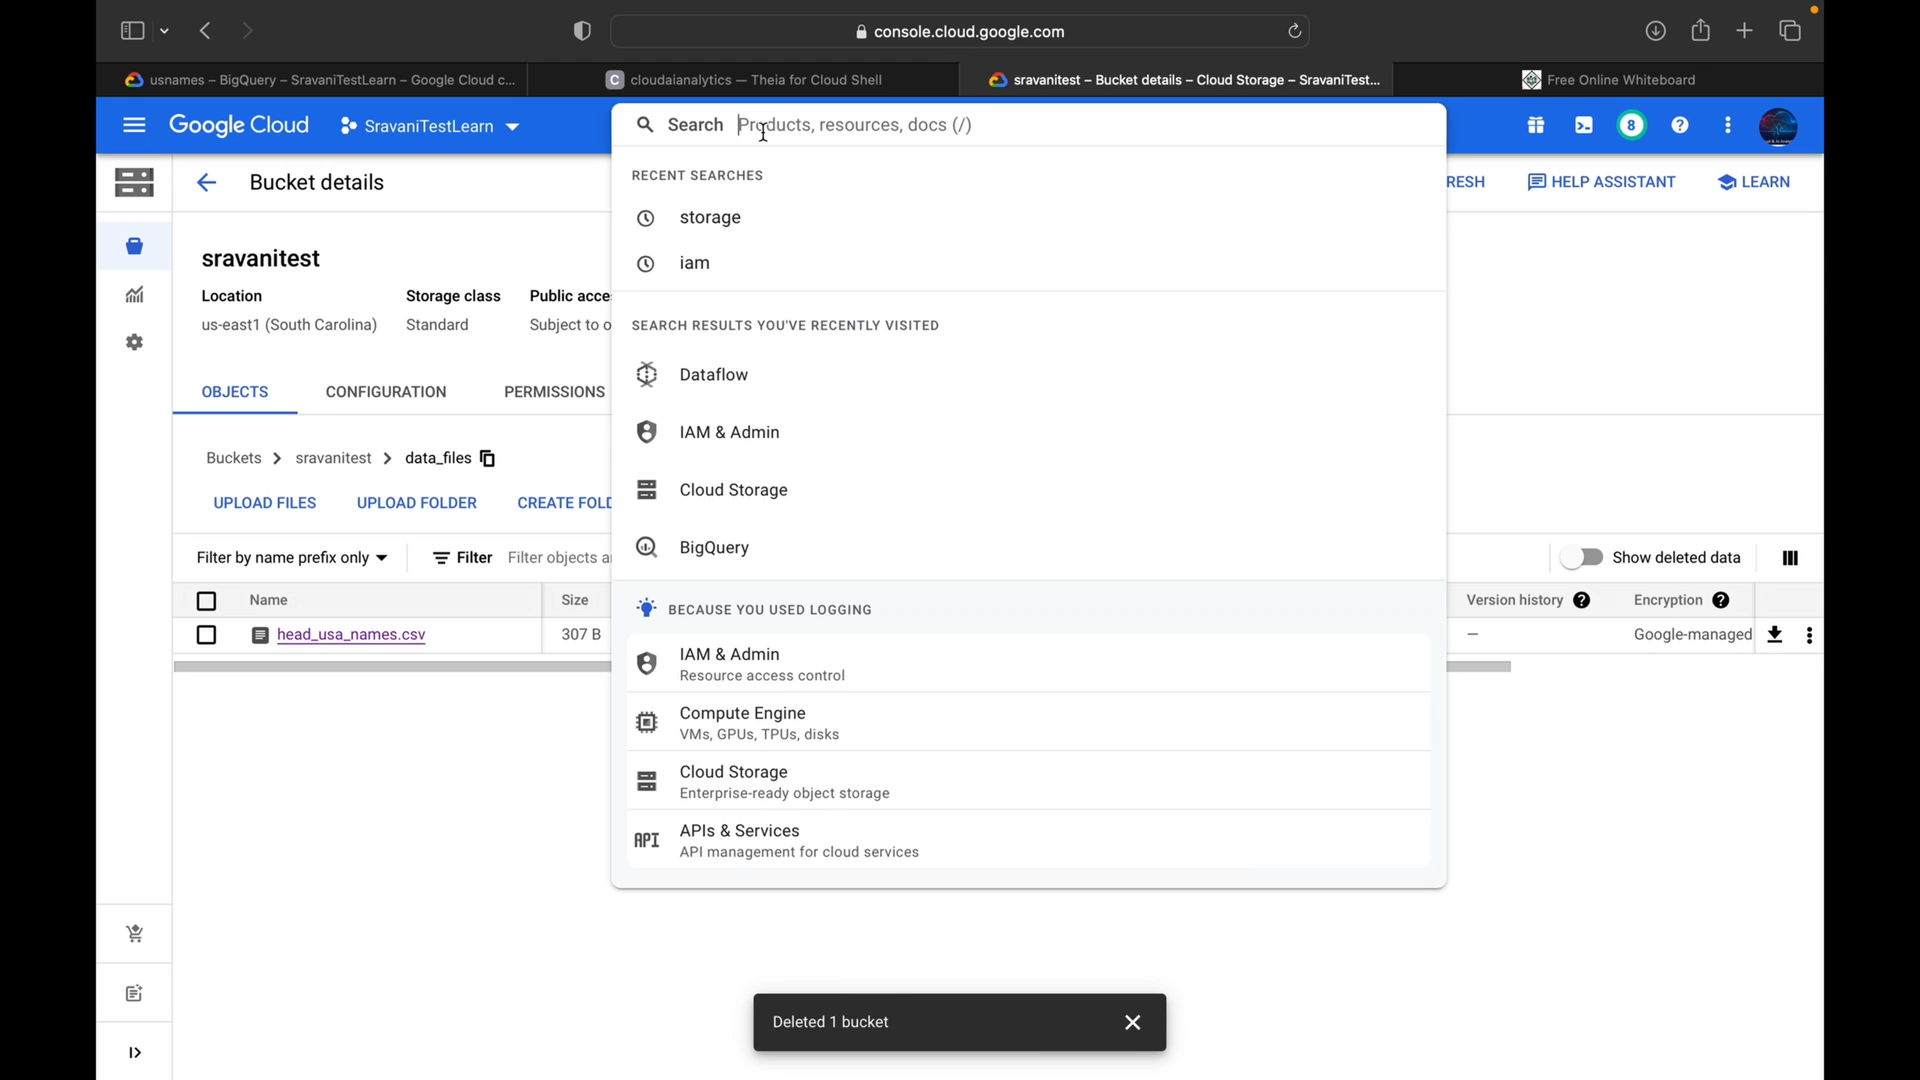 console.cloud.google.com
usnames – BigQuery – SravaniTestLearn – Google Cloud c...
C cloudaianalytics — Theia for Cloud Shell
sravanitest – Bucket details – Cloud Storage – SravaniTest...
Free Online Whiteboard
Google Cloud
SravaniTestLearn
Search Products, resources, docs (/)
8
Bucket details
RESH
HELP ASSISTANT
LEARN
RECENT SEARCHES
storage
iam
sravanitest
Location
Storage class
Public acce
us-east1 (South Carolina)
Standard
Subject to o
SEARCH RESULTS YOU'VE RECENTLY VISITED
Dataflow
IAM & Admin
Cloud Storage
BigQuery
OBJECTS
CONFIGURATION
PERMISSIONS
Buckets > sravanitest > data_files
UPLOAD FILES
UPLOAD FOLDER
CREATE FOLD
Filter by name prefix only
Filter
Filter objects a
Show deleted data
Name
Size
Version history
Encryption
head_usa_names.csv
307 B
—
Google-managed
BECAUSE YOU USED LOGGING
IAM & Admin
Resource access control
Compute Engine
VMs, GPUs, TPUs, disks
Cloud Storage
Enterprise-ready object storage
API
APIs & Services
API management for cloud services
Deleted 1 bucket